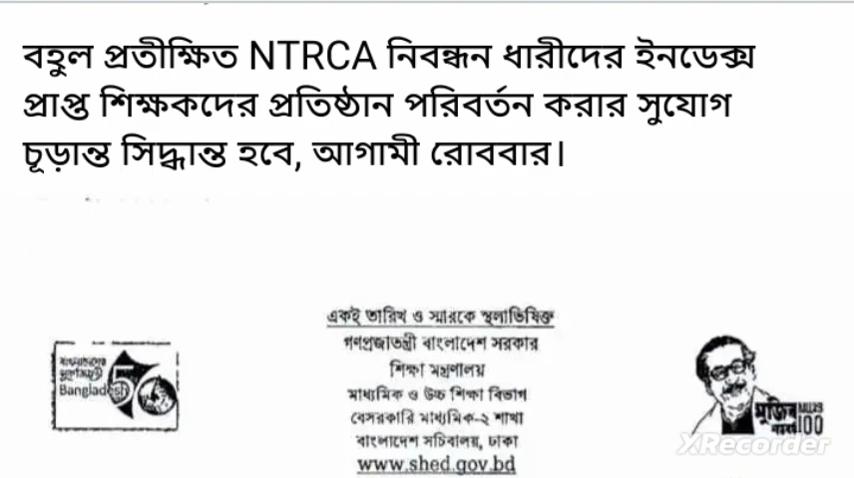 বহুল প্রতীক্ষিত NTRCA নিবন্ধন ধারীদের ইনডেক্স
প্রাপ্ত শিক্ষকদের প্রতিষ্ঠান পরিবর্তন করার সুযোগ
চূড়ান্ত সিদ্ধান্ত হবে, আগামী রোববার।
একই তারিখ ও স্মারকে স্থলাভিষিক্ত
গণপ্রজাতন্ত্রী বাংলাদেশ সরকার
শিক্ষা মন্ত্রণালয়
মাধ্যমিক ও উচ্চ শিক্ষা বিভাগ
বেসরকারি মাধ্যমিক-২ শাখা
বাংলাদেশ সচিবালয়, ঢাকা
www.shed.gov.bd
Bangladesh 50
মুজিব 100
XRecorder